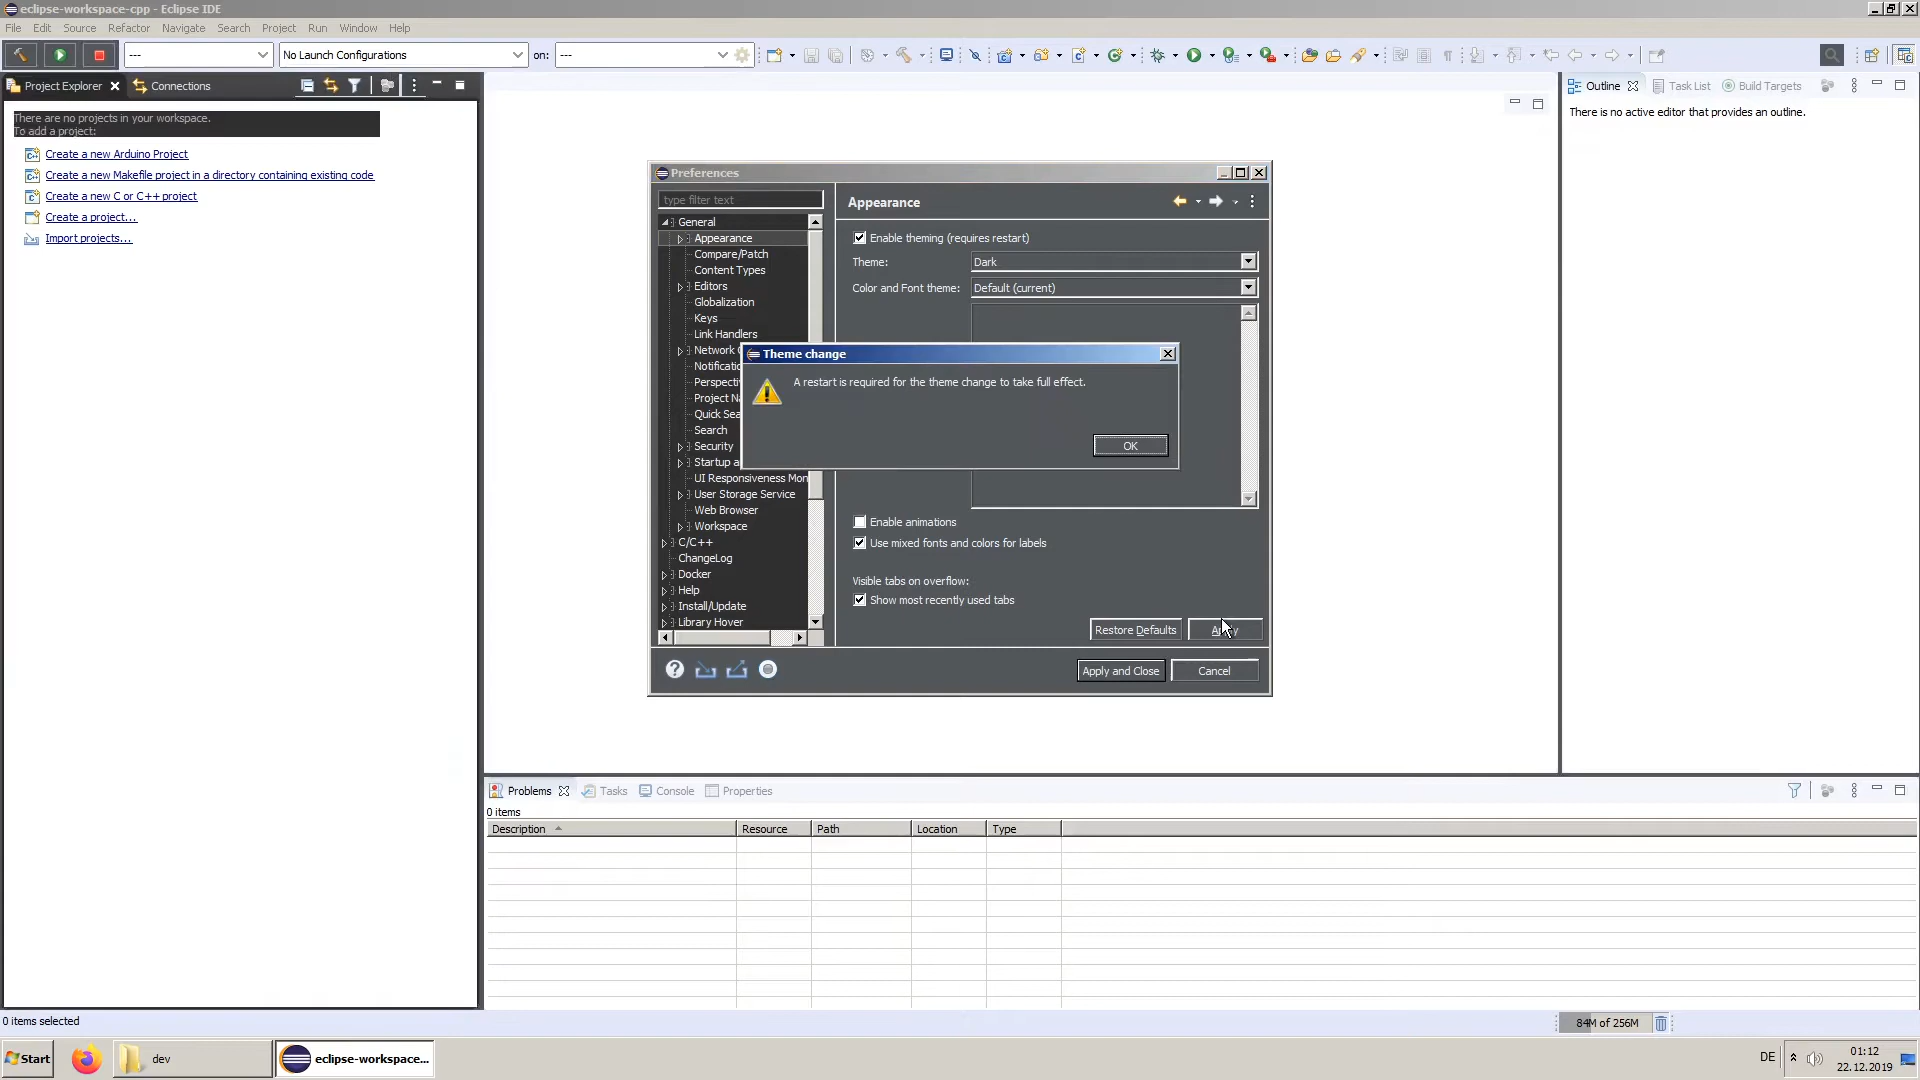 eclipse-workspace-cpp - Eclipse IDE
File Edit Source Refactor Navigate Search Project Run Window Help
--- No Launch Configurations on: ---
Project Explorer Connections
There are no projects in your workspace.
To add a project:
Create a new Arduino Project
Create a new Makefile project in a directory containing existing code
Create a new C or C++ project
Create a project...
Import projects...
Preferences
type filter text
General
Appearance
Compare/Patch
Content Types
Editors
Globalization
Keys
Link Handlers
Network
Notificatio
Perspecti
Project Na
Quick Sea
Search
Security
Startup a
UI Responsiveness Mon
User Storage Service
Web Browser
Workspace
C/C++
ChangeLog
Docker
Help
Install/Update
Library Hover
Appearance
Enable theming (requires restart)
Theme: Dark
Color and Font theme: Default (current)
Theme change
A restart is required for the theme change to take full effect.
OK
Enable animations
Use mixed fonts and colors for labels
Visible tabs on overflow:
Show most recently used tabs
Restore Defaults Apply
Apply and Close Cancel
Outline Task List Build Targets
There is no active editor that provides an outline.
Problems Tasks Console Properties
0 items
Description Resource Path Location Type
0 items selected
84M of 256M
Start dev eclipse-workspace...
DE 01:12
22.12.2019